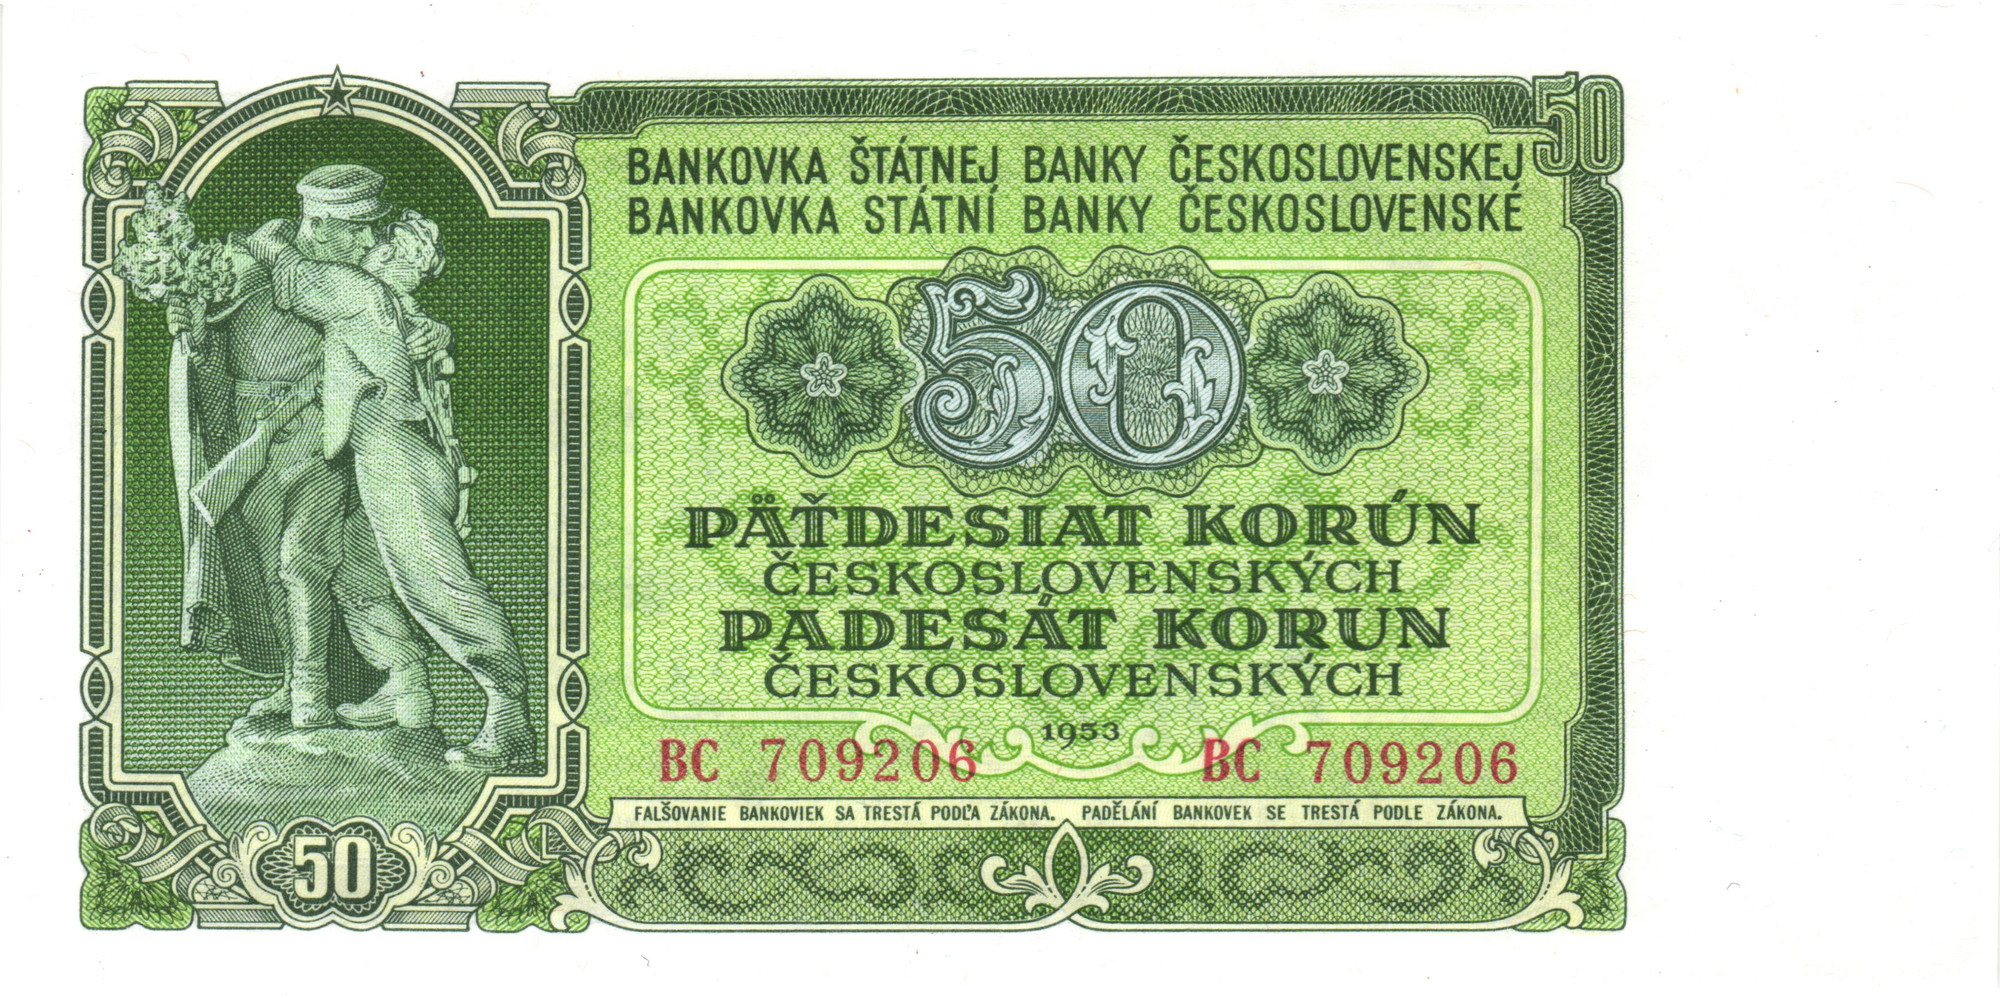 50
BANKOVKA ŠTÁTNEJ BANKY ČESKOSLOVENSKEJ
BANKOVKA STÁTNÍ BANKY ČESKOSLOVENSKÉ
50
PÄŤDESIAT KORÚN
ČESKOSLOVENSKÝCH
PADESÁT KORUN
ČESKOSLOVENSKÝCH
1953
BC 709206 BC 709206
FALŠOVANIE BANKOVIEK SA TRESTÁ PODĽA ZÁKONA. PADĚLÁNÍ BANKOVEK SE TRESTÁ PODLE ZÁKONA.
50